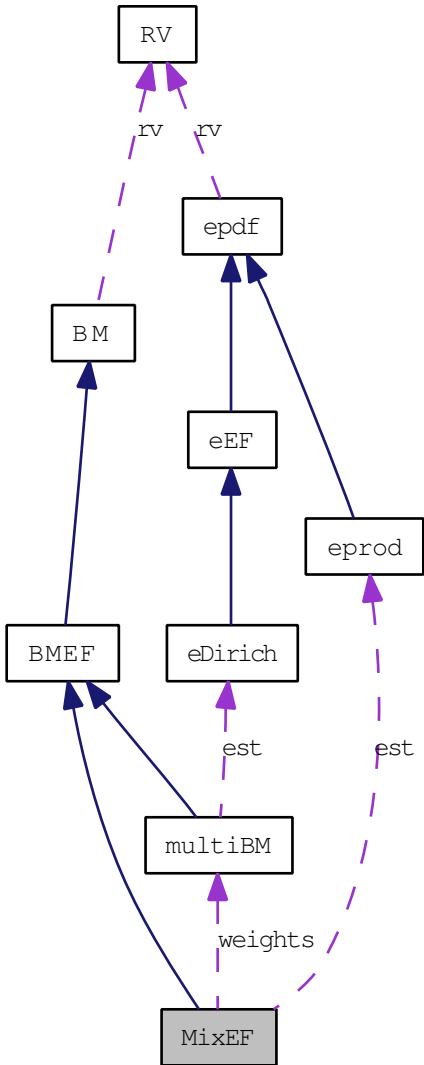 RV
rv rv
epdf
BM
eEF
eprod
BMEF
eDirich
est est
multiBM
weights
MixEF